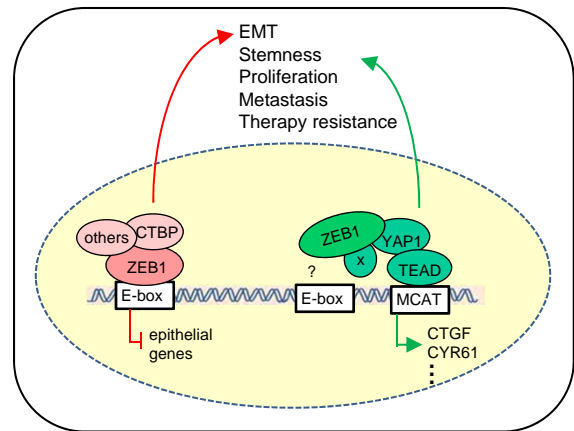 EMT
Stemness
Proliferation
Metastasis
Therapy resistance
others
CTBP
ZEB1
E-box
epithelial
genes
ZEB1
YAP1
x
TEAD
?
E-box
MCAT
CTGF
CYR61